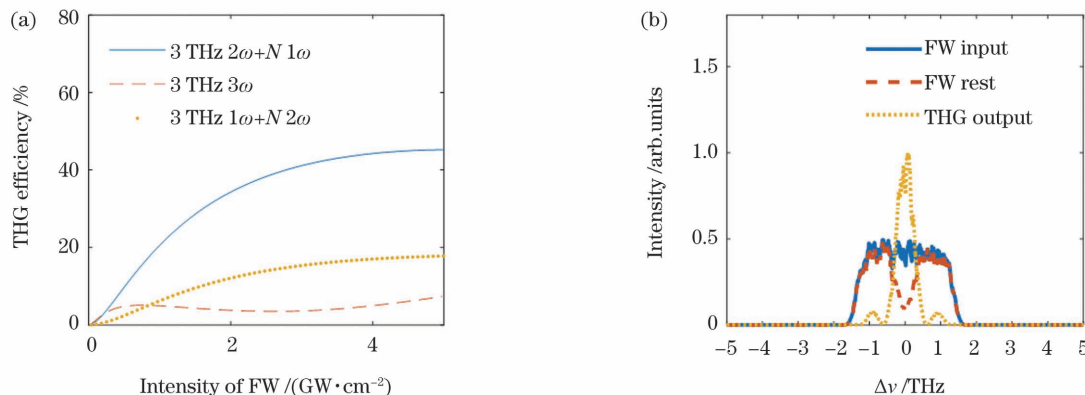 (a)
80
60
40
20
0
THG efficiency /%
3 THz 2ω+N 1ω
3 THz 3ω
3 THz 1ω+N 2ω
0 2 4
Intensity of FW /(GW·cm⁻²)
(b)
1.5
1.0
0.5
0
Intensity /arb.units
FW input
FW rest
THG output
−5 −4 −3 −2 −1 0 1 2 3 4 5
Δν /THz